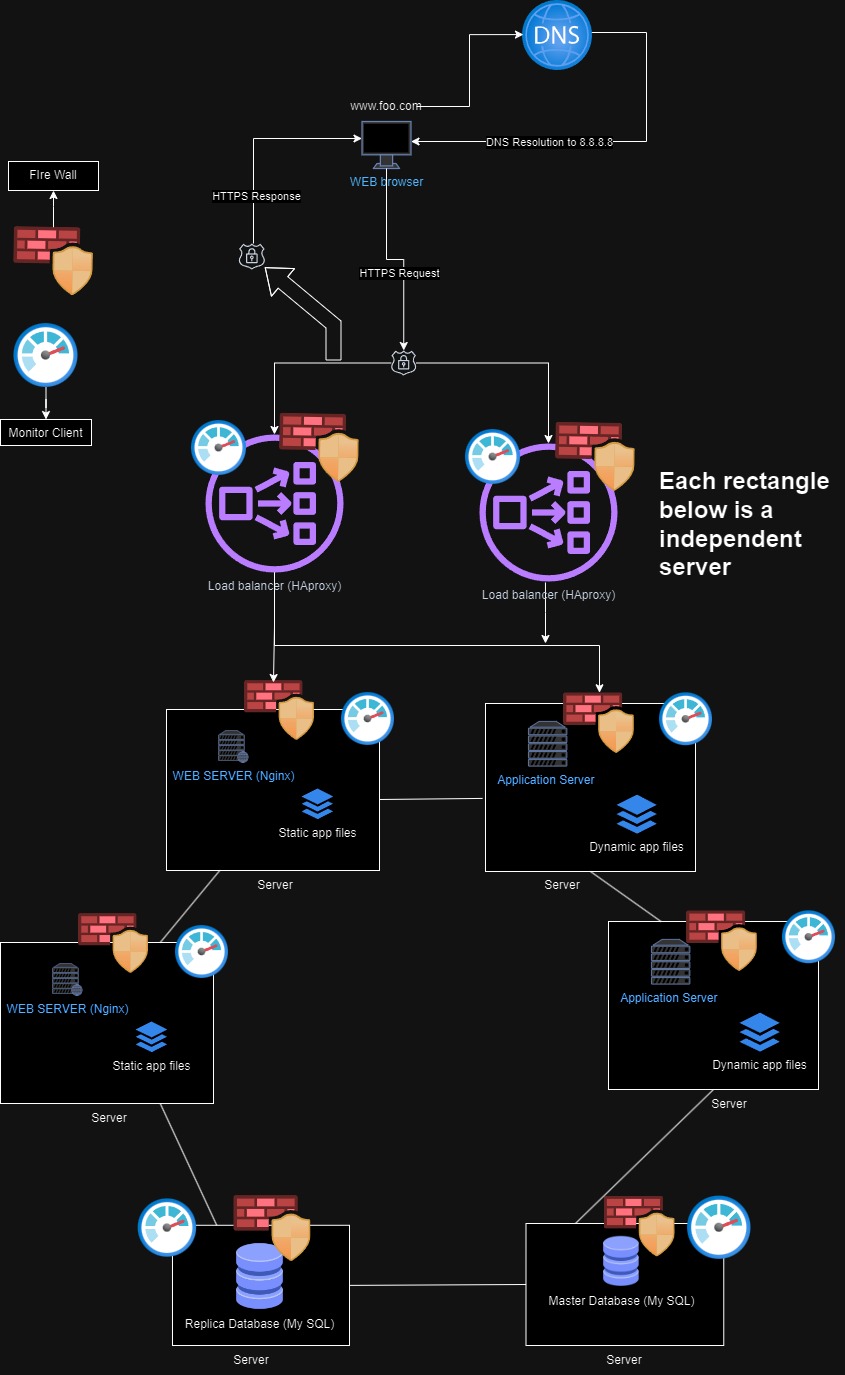 DNS
www.foo.com
DNS Resolution to 8.8.8.8
WEB browser
FIre Wall
HTTPS Response
HTTPS Request
Monitor Client
Each rectangle
below is a
independent
server
Load balancer (HAproxy)
Load balancer (HAproxy)
WEB SERVER (Nginx)
Static app files
Server
Application Server
Dynamic app files
Server
WEB SERVER (Nginx)
Static app files
Server
Application Server
Dynamic app files
Server
Replica Database (My SQL)
Server
Master Database (My SQL)
Server